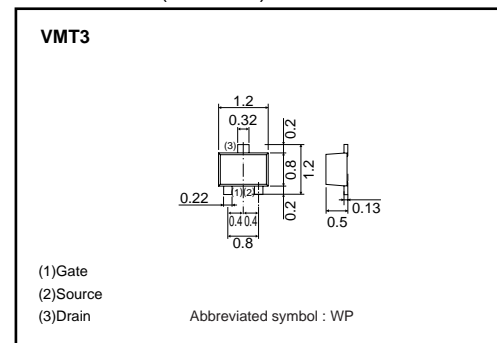 VMT3
1.2
0.32
0.2
(3)
0.8
1.2
(1) (2)
0.22
0.2
0.4 0.4
0.8
0.5
0.13
(1)Gate
(2)Source
(3)Drain
Abbreviated symbol : WP